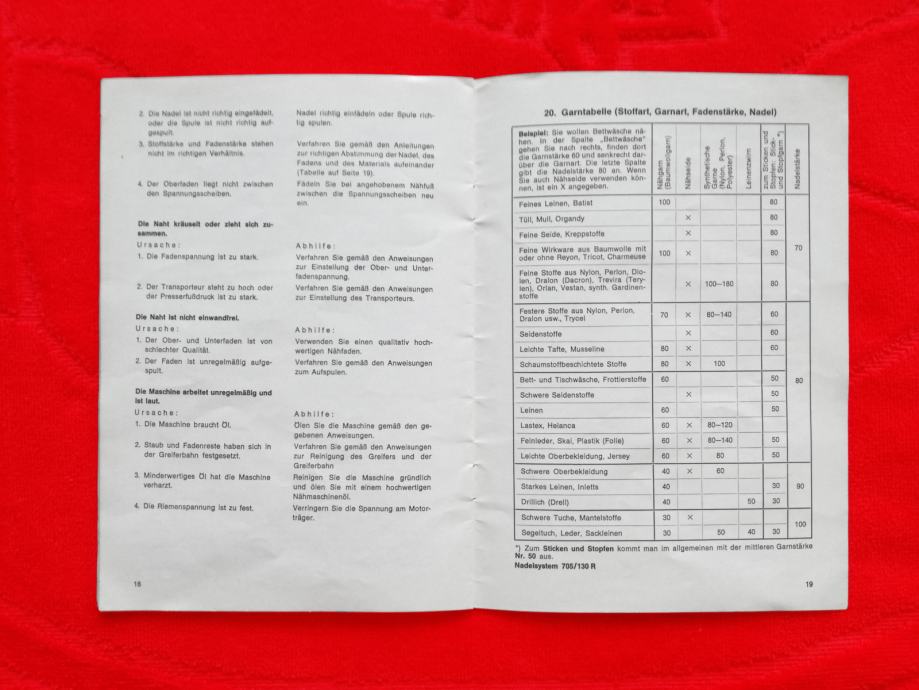 2. Die Nadel ist nicht richtig eingefädelt,
oder die Spule ist nicht richtig auf-
gespult.
Nadel richtig einfädeln oder Spule rich-
tig spulen.
3. Stoffstärke und Fadenstärke stehen
nicht im richtigen Verhältnis.
Verfahren Sie gemäß den Anleitungen
zur richtigen Abstimmung der Nadel, des
Fadens und des Materials aufeinander
(Tabelle auf Seite 19).
4. Der Oberfaden liegt nicht zwischen
den Spannungsscheiben.
Fädeln Sie bei angehobenem Nähfuß
zwischen die Spannungsscheiben neu
ein.
Die Naht kräuselt oder zieht sich zu-
sammen.
Ursache:
Abhilfe:
1. Die Fadenspannung ist zu stark.
Verfahren Sie gemäß den Anweisungen
zur Einstellung der Ober- und Unter-
fadenspannung.
2. Der Transporteur steht zu hoch oder
der Presserfußdruck ist zu stark.
Verfahren Sie gemäß den Anweisungen
zur Einstellung des Transporteurs.
Die Naht ist nicht einwandfrei.
Ursache:
Abhilfe:
1. Der Ober- und Unterfaden ist von
schlechter Qualität.
Verwenden Sie einen qualitativ hoch-
wertigen Nähfaden.
2. Der Faden ist unregelmäßig aufge-
spult.
Verfahren Sie gemäß den Anweisungen
zum Aufspulen.
Die Maschine arbeitet unregelmäßig und
ist laut.
Ursache:
Abhilfe:
1. Die Maschine braucht Öl.
Ölen Sie die Maschine gemäß den ge-
gebenen Anweisungen.
2. Staub und Fadenreste haben sich in
der Greiferbahn festgesetzt.
Verfahren Sie gemäß den Anweisungen
zur Reinigung des Greifers und der
Greiferbahn
3. Minderwertiges Öl hat die Maschine
verharzt.
Reinigen Sie die Maschine gründlich
und ölen Sie mit einem hochwertigen
Nähmaschinenöl.
4. Die Riemenspannung ist zu fest.
Verringern Sie die Spannung am Motor-
träger.
18
20. Garntabelle (Stoffart, Garnart, Fadenstärke, Nadel)
Beispiel: Sie wollen Bettwäsche nä-
hen. In der Spalte „Bettwäsche"
gehen Sie nach rechts, finden dort
die Garnstärke 60 und senkrecht dar-
über die Garnart. Die letzte Spalte
gibt die Nadelstärke 80 an. Wenn
Sie auch Nähseide verwenden kön-
nen, ist ein X angegeben.
Nähgarn
(Baumwollgarn)
Nähseide
Synthetische
Garne
(Nylon, Perlon,
Polyester)
Leinenzwirn
zum Sticken und
Stopfen: Stick-
und Stopfgarn *)
Nadelstärke
Feines Leinen, Batist 100 80
Tüll, Mull, Organdy X 80
Feine Seide, Kreppstoffe X 80
70
Feine Wirkware aus Baumwolle mit
oder ohne Reyon, Tricot, Charmeuse 100 X 80
Feine Stoffe aus Nylon, Perlon, Dio-
len, Dralon (Dacron), Trevira (Tery-
len), Orlan, Vestan, synth. Gardinen-
stoffe X 100–180 80
Festere Stoffe aus Nylon, Perlon,
Dralon usw., Trycel 70 X 80–140 60
Seidenstoffe X 60
Leichte Tafte, Musseline 80 X 60
Schaumstoffbeschichtete Stoffe 80 X 100
Bett- und Tischwäsche, Frottierstoffe 60 50
80
Schwere Seidenstoffe X 50
Leinen 60 50
Lastex, Helanca 60 X 80–120
Feinleder, Skai, Plastik (Folie) 60 X 80–140 50
Leichte Oberbekleidung, Jersey 60 X 80 50
Schwere Oberbekleidung 40 X 60
Starkes Leinen, Inletts 40 30
90
Drillich (Drell) 40 50 30
Schwere Tuche, Mantelstoffe 30 X
100
Segeltuch, Leder, Sackleinen 30 50 40 30
*) Zum Sticken und Stopfen kommt man im allgemeinen mit der mittleren Garnstärke
Nr. 50 aus.
Nadelsystem 705/130 R
19